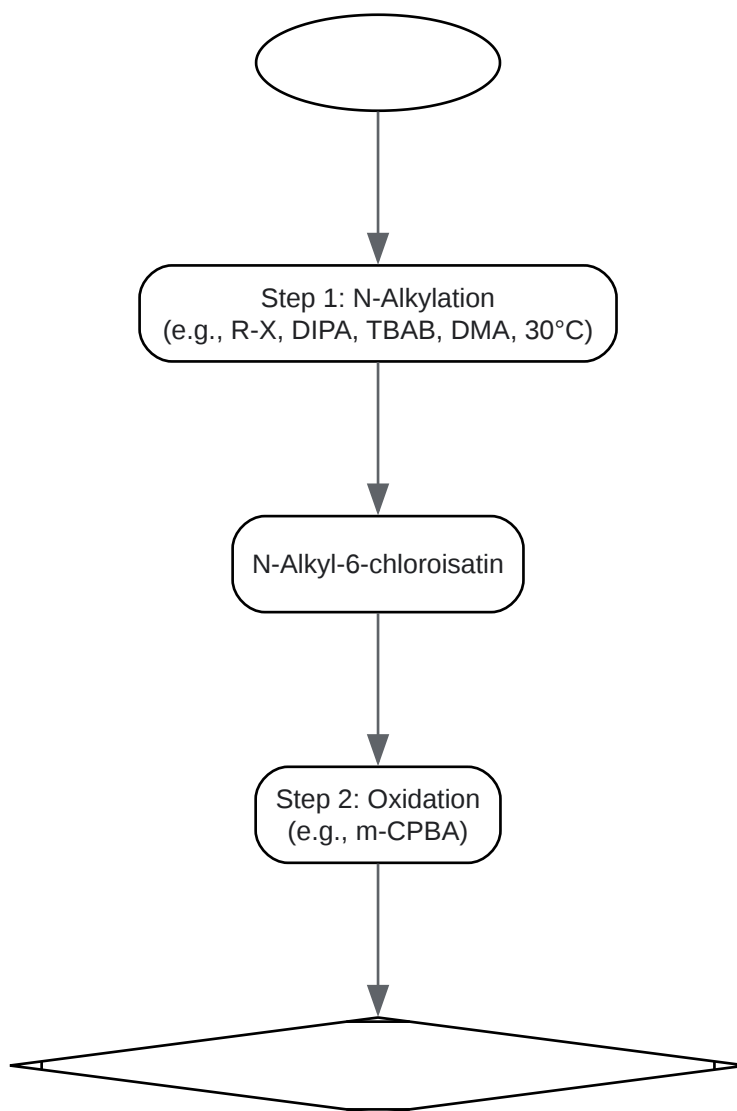 Step 1: N-Alkylation
(e.g., R-X, DIPA, TBAB, DMA, 30°C)
N-Alkyl-6-chloroisatin
Step 2: Oxidation
(e.g., m-CPBA)